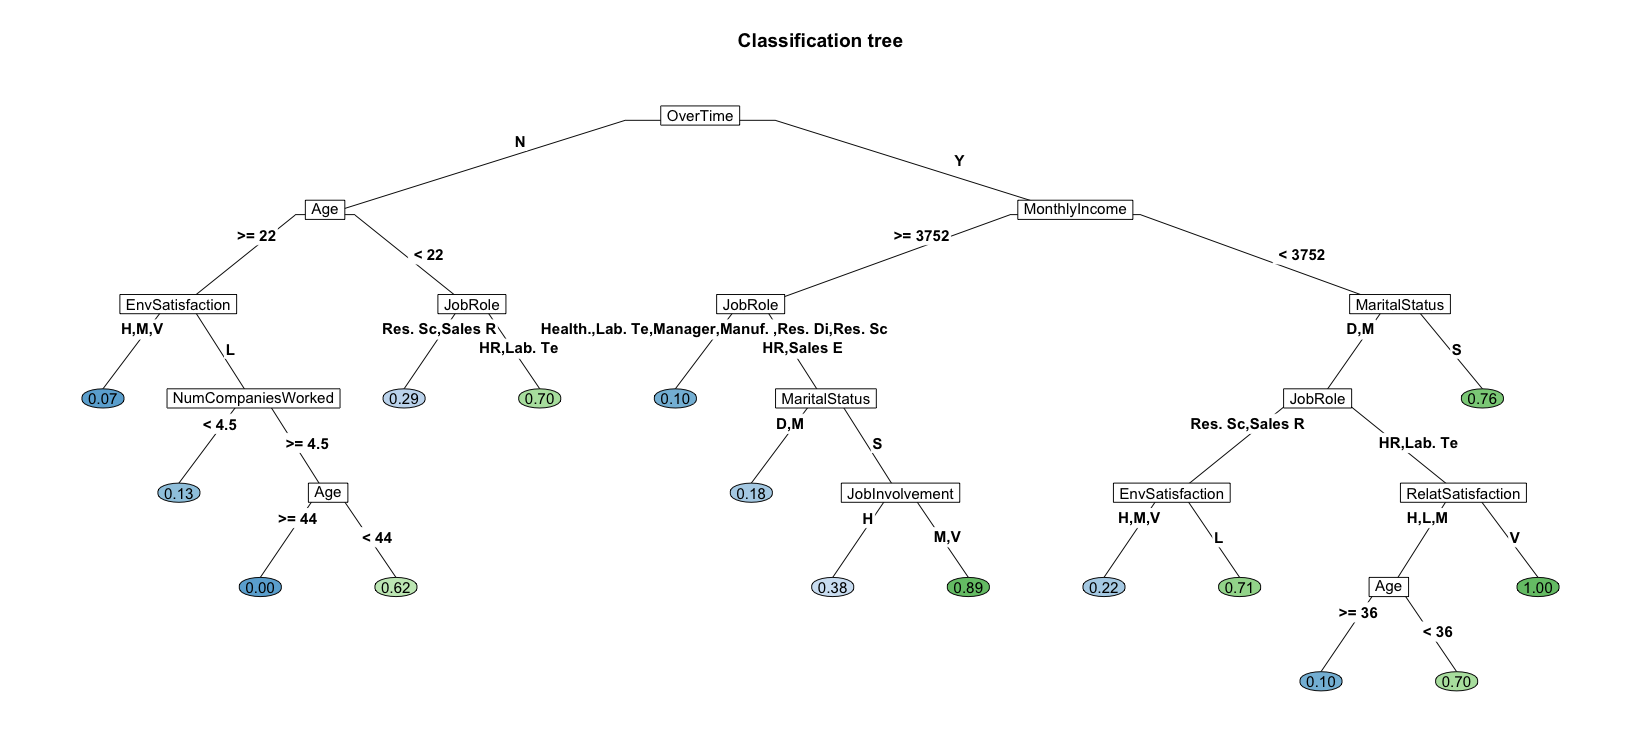 Classification tree
OverTime
N
Y
Age
MonthlyIncome
>= 22
>= 3752
< 22
< 3752
EnvSatisfaction
JobRole
JobRole
MaritalStatus
H,M,V
Res. Sc,Sales R
Health.,Lab. Te,Manager,Manuf. ,Res. Di,Res. Sc
D,M
L
HR,Lab. Te
HR,Sales E
S
0.07
NumCompaniesWorked
0.29
0.70
0.10
MaritalStatus
JobRole
0.76
< 4.5
D,M
Res. Sc,Sales R
>= 4.5
S
HR,Lab. Te
0.13
Age
0.18
JobInvolvement
EnvSatisfaction
RelatSatisfaction
>= 44
H
H,M,V
H,L,M
< 44
M,V
L
V
0.00
0.62
0.38
0.89
0.22
0.71
Age
1.00
>= 36
< 36
0.10
0.70